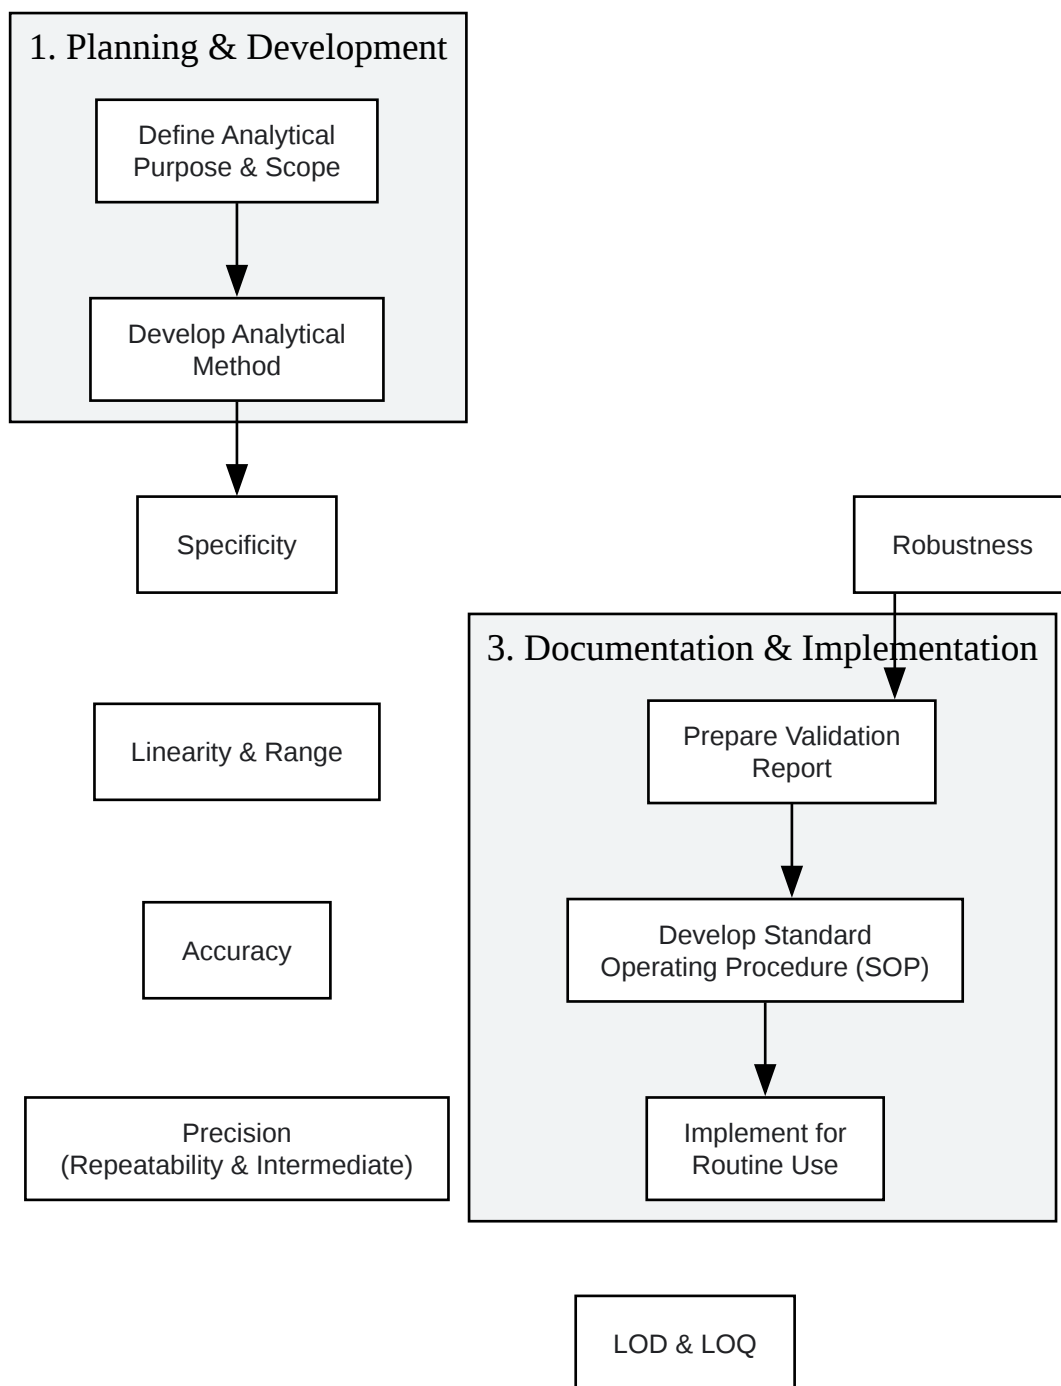 1. Planning & Development
Define Analytical
Purpose & Scope
Develop Analytical
Method
Specificity
Robustness
3. Documentation & Implementation
Linearity & Range
Prepare Validation
Report
Accuracy
Develop Standard
Operating Procedure (SOP)
Precision
(Repeatability & Intermediate)
Implement for
Routine Use
LOD & LOQ